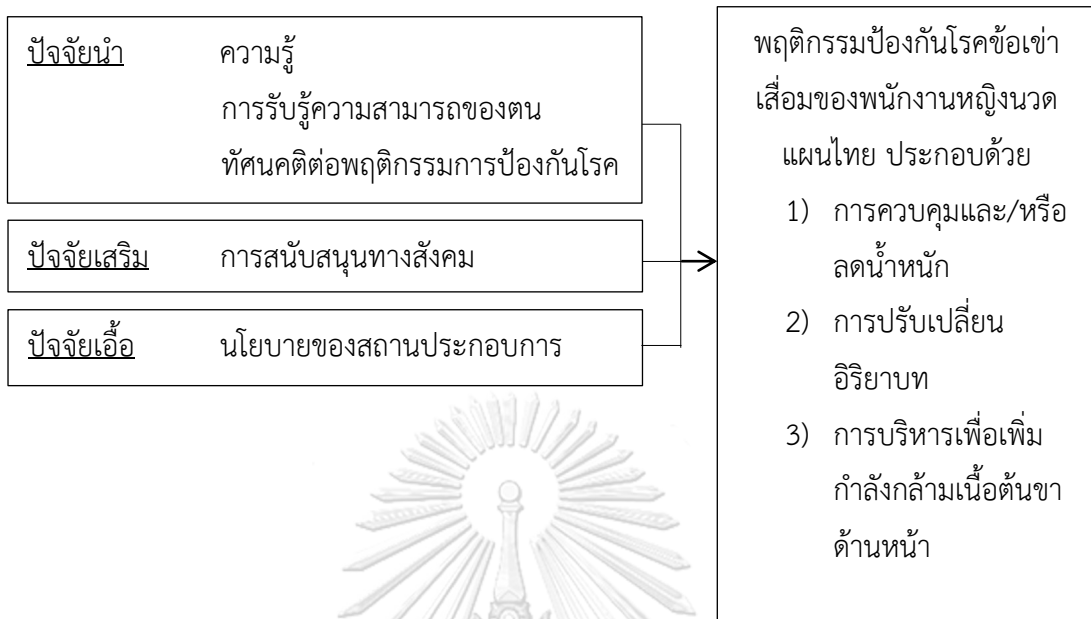 ปัจจัยนำ ความรู้
การรับรู้ความสามารถของตน
ทัศนคติต่อพฤติกรรมการป้องกันโรค
ปัจจัยเสริม การสนับสนุนทางสังคม
ปัจจัยเอื้อ นโยบายของสถานประกอบการ
พฤติกรรมป้องกันโรคข้อเข่า
เสื่อมของพนักงานหญิงนวด
แผนไทย ประกอบด้วย
1) การควบคุมและ/หรือ
ลดน้ำหนัก
2) การปรับเปลี่ยน
อิริยาบท
3) การบริหารเพื่อเพิ่ม
กำลังกล้ามเนื้อต้นขา
ด้านหน้า